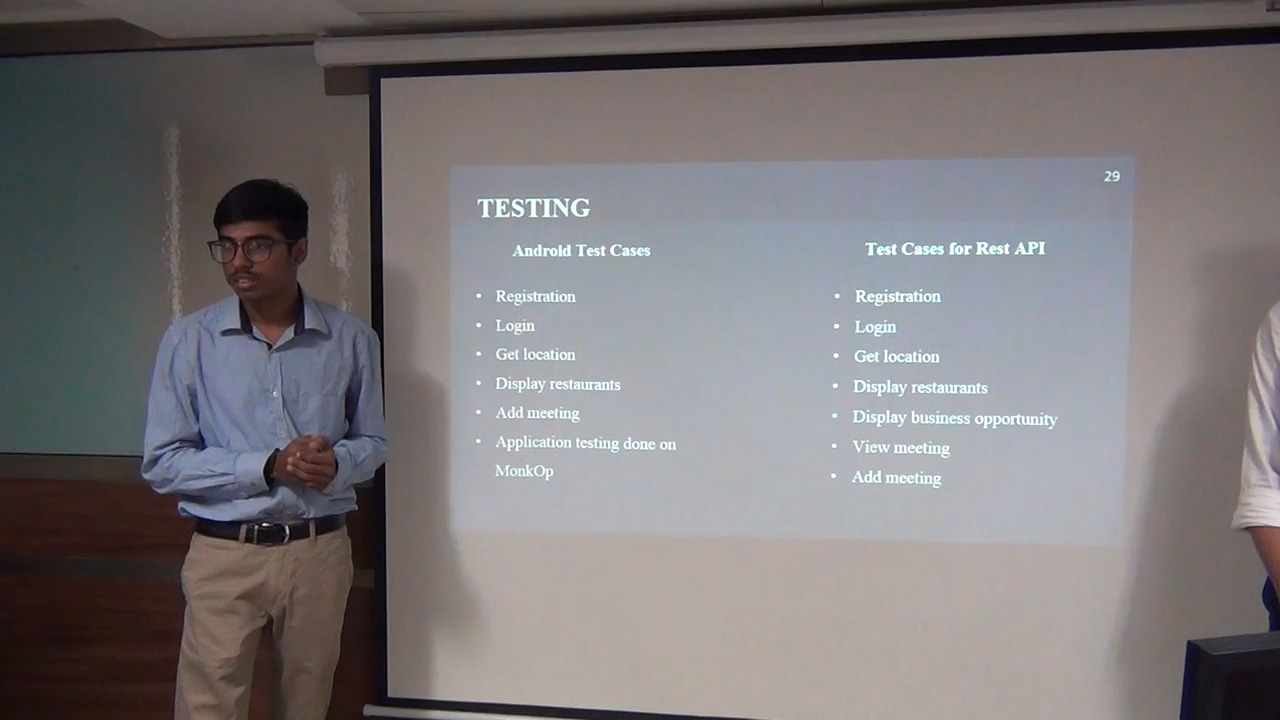 29
TESTING
Android Test Cases
• Registration
• Login
• Get location
• Display restaurants
• Add meeting
• Application testing done on
MonkOp
Test Cases for Rest API
• Registration
• Login
• Get location
• Display restaurants
• Display business opportunity
• View meeting
• Add meeting